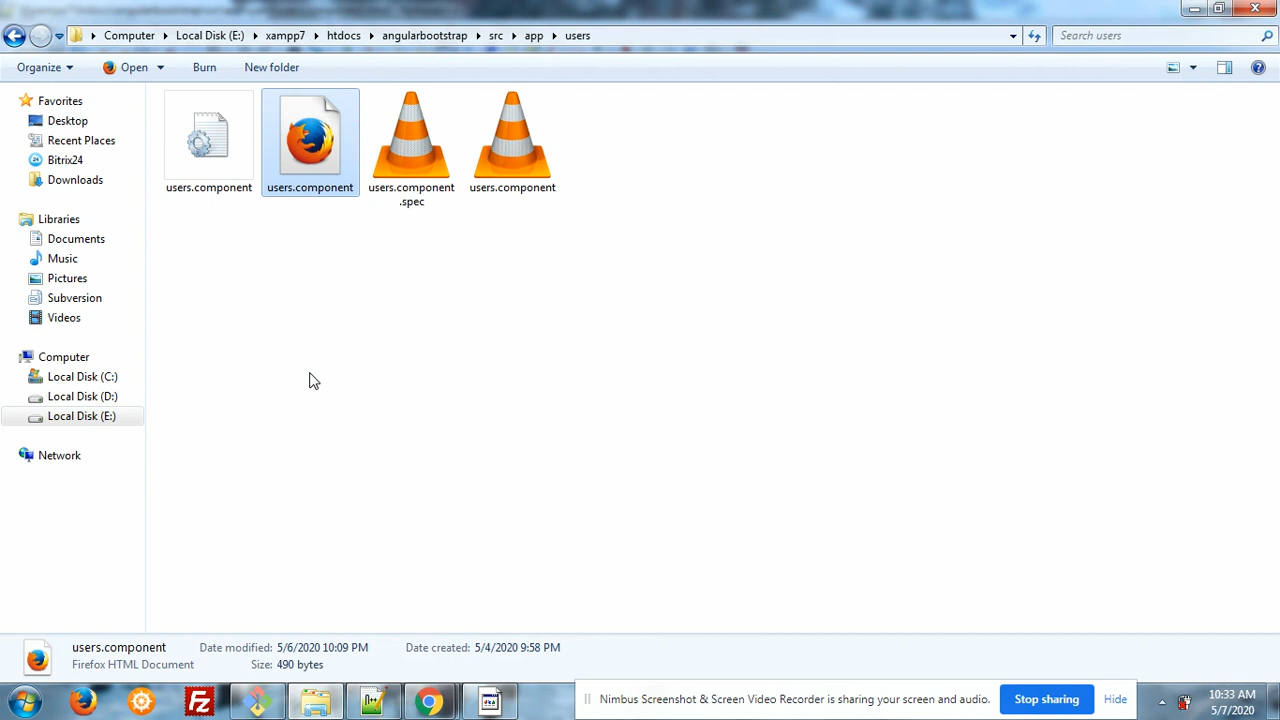 Computer
Local Disk (E:)
xampp7
htdocs
angularbootstrap
src
app
users
Search users
Organize
Open
Burn
New folder
Favorites
Desktop
Recent Places
Bitrix24
Downloads
Libraries
Documents
Music
Pictures
Subversion
Videos
Computer
Local Disk (C:)
Local Disk (D:)
Local Disk (E:)
Network
users.component
users.component
users.component
.spec
users.component
users.component
Date modified: 5/6/2020 10:09 PM
Date created: 5/4/2020 9:58 PM
Firefox HTML Document
Size: 490 bytes
Nimbus Screenshot & Screen Video Recorder is sharing your screen and audio.
Stop sharing
Hide
10:33 AM
5/7/2020